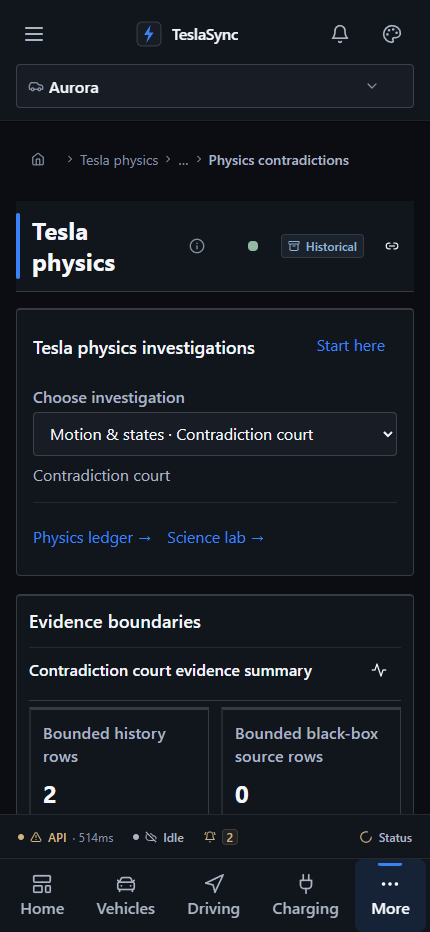 TeslaSync
Aurora
Tesla physics
...
Physics contradictions
Tesla
physics
Historical
Tesla physics investigations
Start here
Choose investigation
Motion & states · Contradiction court
Contradiction court
Physics ledger →
Science lab →
Evidence boundaries
Contradiction court evidence summary
Bounded history
rows
2
Bounded black-box
source rows
0
API · 514ms
Idle
2
Status
Home
Vehicles
Driving
Charging
More